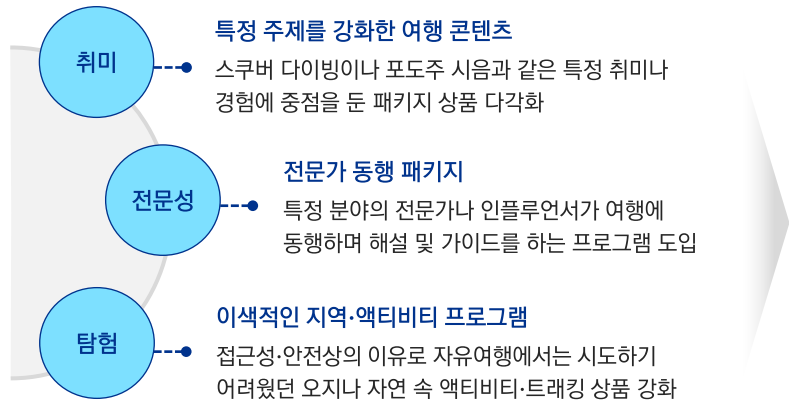 취미
특정 주제를 강화한 여행 콘텐츠
스쿠버 다이빙이나 포도주 시음과 같은 특정 취미나
경험에 중점을 둔 패키지 상품 다각화
전문성
전문가 동행 패키지
특정 분야의 전문가나 인플루언서가 여행에
동행하며 해설 및 가이드를 하는 프로그램 도입
탐험
이색적인 지역·액티비티 프로그램
접근성·안전상의 이유로 자유여행에서는 시도하기
어려웠던 오지나 자연 속 액티비티·트래킹 상품 강화